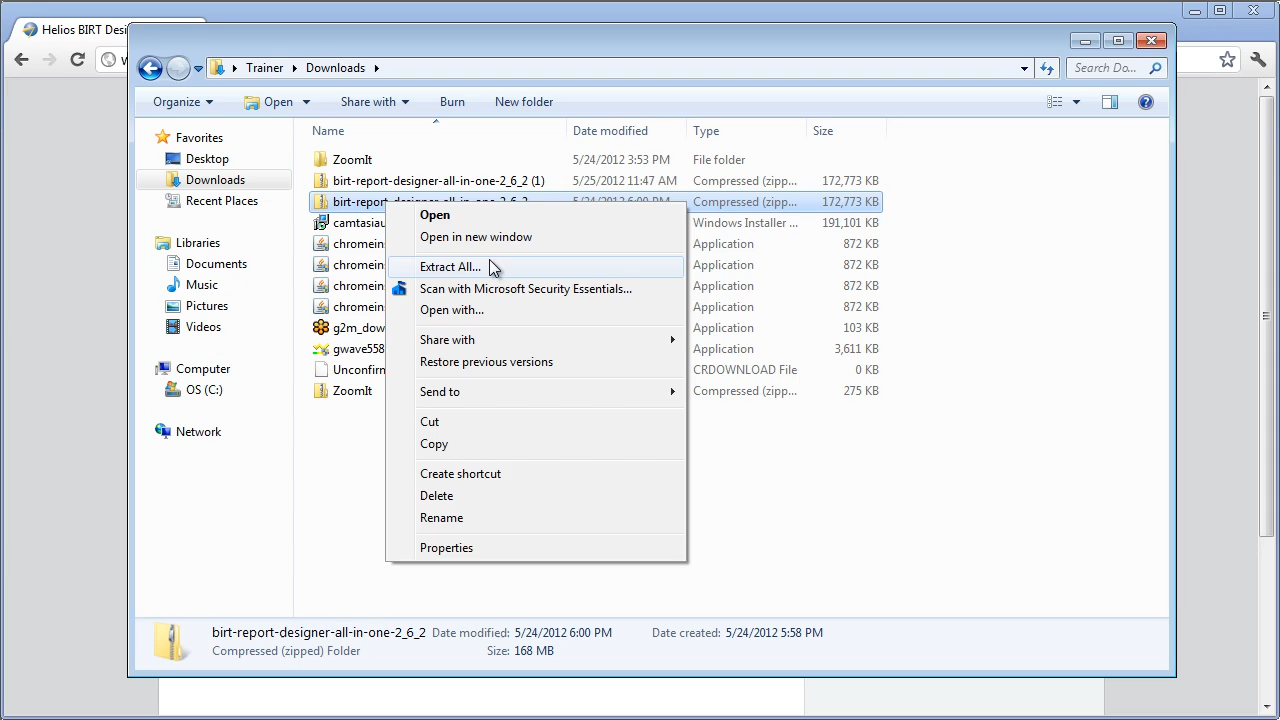 Helios BIRT Desi
Trainer Downloads
Search Do...
Organize Open Share with Burn New folder
Name Date modified Type Size
Favorites
Desktop
Downloads
Recent Places
Libraries
Documents
Music
Pictures
Videos
Computer
OS (C:)
Network
ZoomIt 5/24/2012 3:53 PM File folder
birt-report-designer-all-in-one-2_6_2 (1) 5/25/2012 11:47 AM Compressed (zipp... 172,773 KB
birt-report-designer-all-in-one-2_6_2 5/24/2012 6:00 PM Compressed (zipp... 172,773 KB
camtasiau Windows Installer ... 191,101 KB
chromein Application 872 KB
chromein Application 872 KB
chromein Application 872 KB
chromein Application 872 KB
g2m_dow Application 103 KB
gwave558 Application 3,611 KB
Unconfirn CRDOWNLOAD File 0 KB
ZoomIt Compressed (zipp... 275 KB
Open
Open in new window
Extract All...
Scan with Microsoft Security Essentials...
Open with...
Share with
Restore previous versions
Send to
Cut
Copy
Create shortcut
Delete
Rename
Properties
birt-report-designer-all-in-one-2_6_2 Date modified: 5/24/2012 6:00 PM Date created: 5/24/2012 5:58 PM
Compressed (zipped) Folder Size: 168 MB